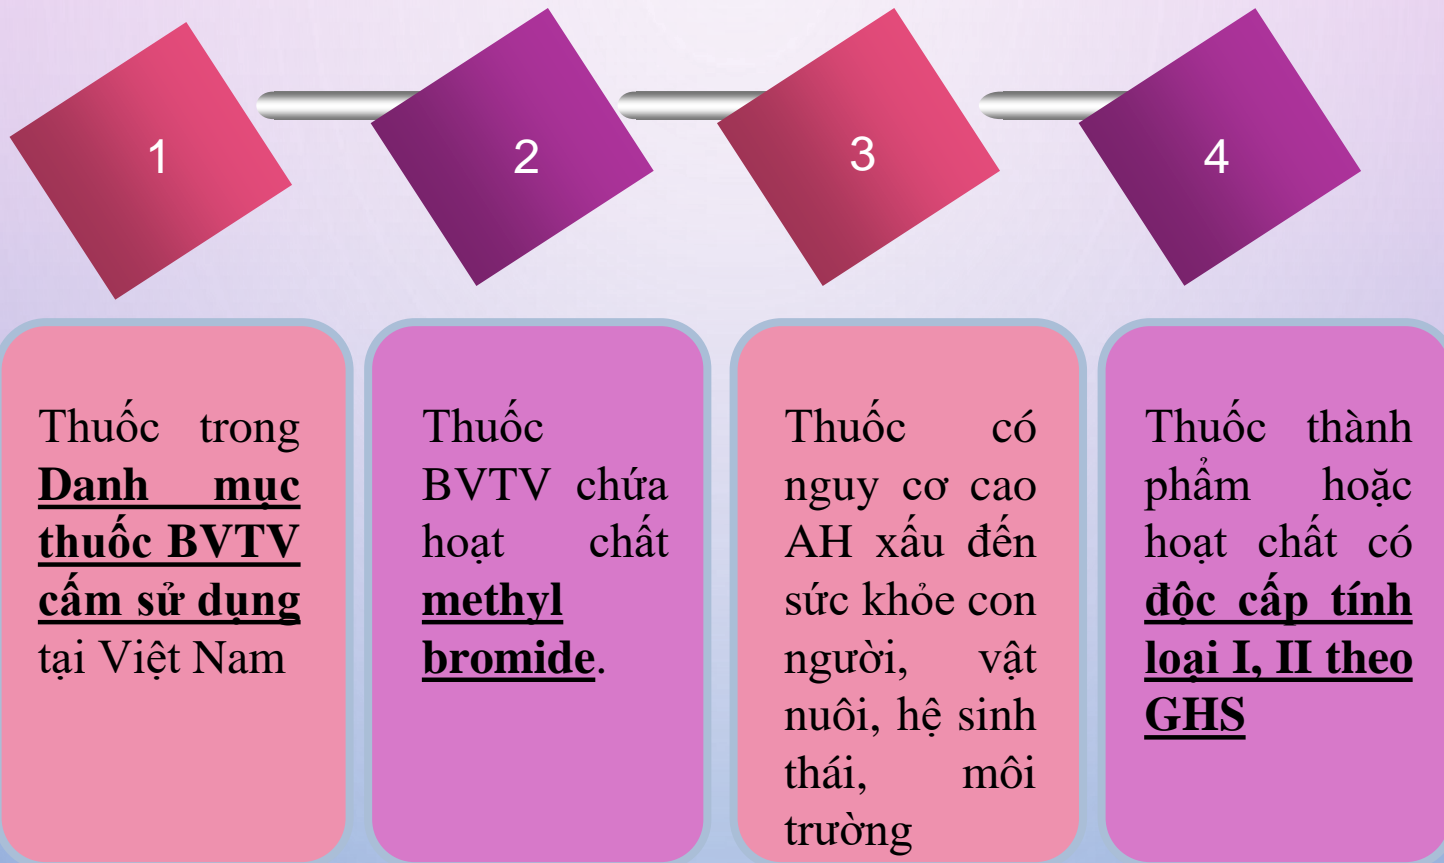 1
2
3
4
Thuốc trong
Danh mục
thuốc BVTV
cấm sử dụng
tại Việt Nam
Thuốc
BVTV chứa
hoạt chất
methyl
bromide.
Thuốc có
nguy cơ cao
AH xấu đến
sức khỏe con
người, vật
nuôi, hệ sinh
thái, môi
trường
Thuốc thành
phẩm hoặc
hoạt chất có
độc cấp tính
loại I, II theo
GHS